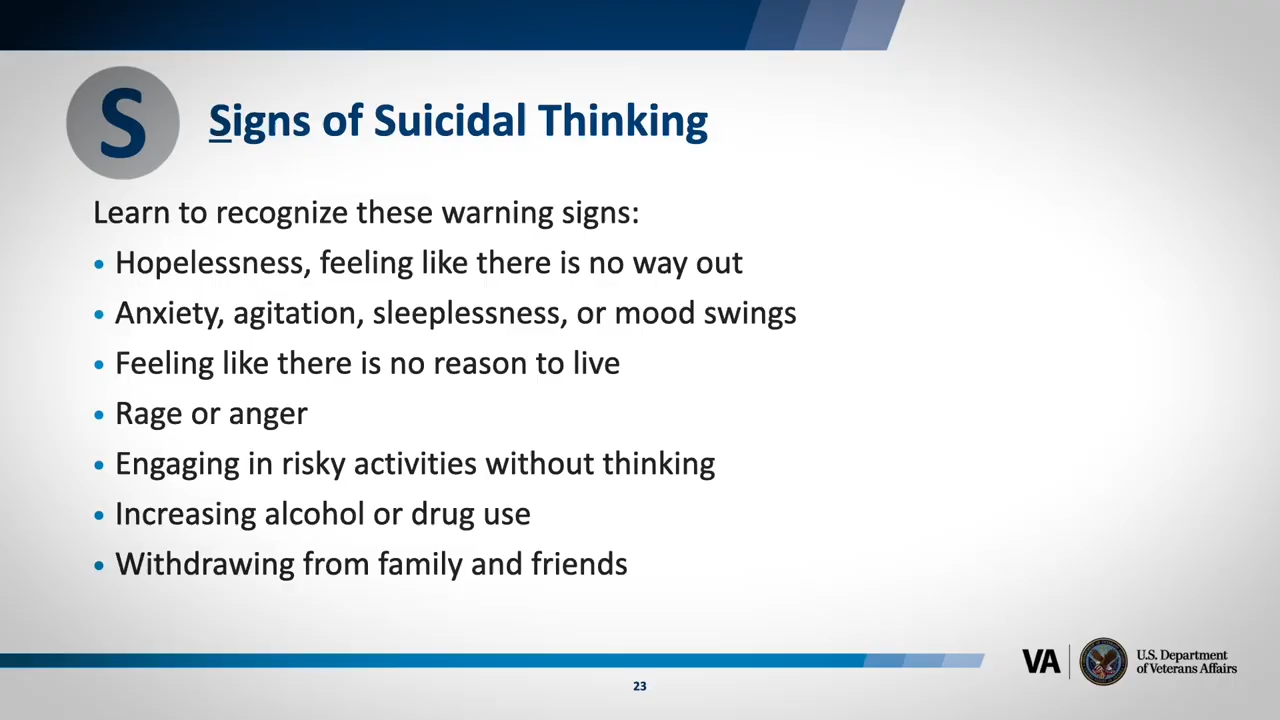 S
Signs of Suicidal Thinking
Learn to recognize these warning signs:
• Hopelessness, feeling like there is no way out
• Anxiety, agitation, sleeplessness, or mood swings
• Feeling like there is no reason to live
• Rage or anger
• Engaging in risky activities without thinking
• Increasing alcohol or drug use
• Withdrawing from family and friends
VA
U.S. Department
of Veterans Affairs
23